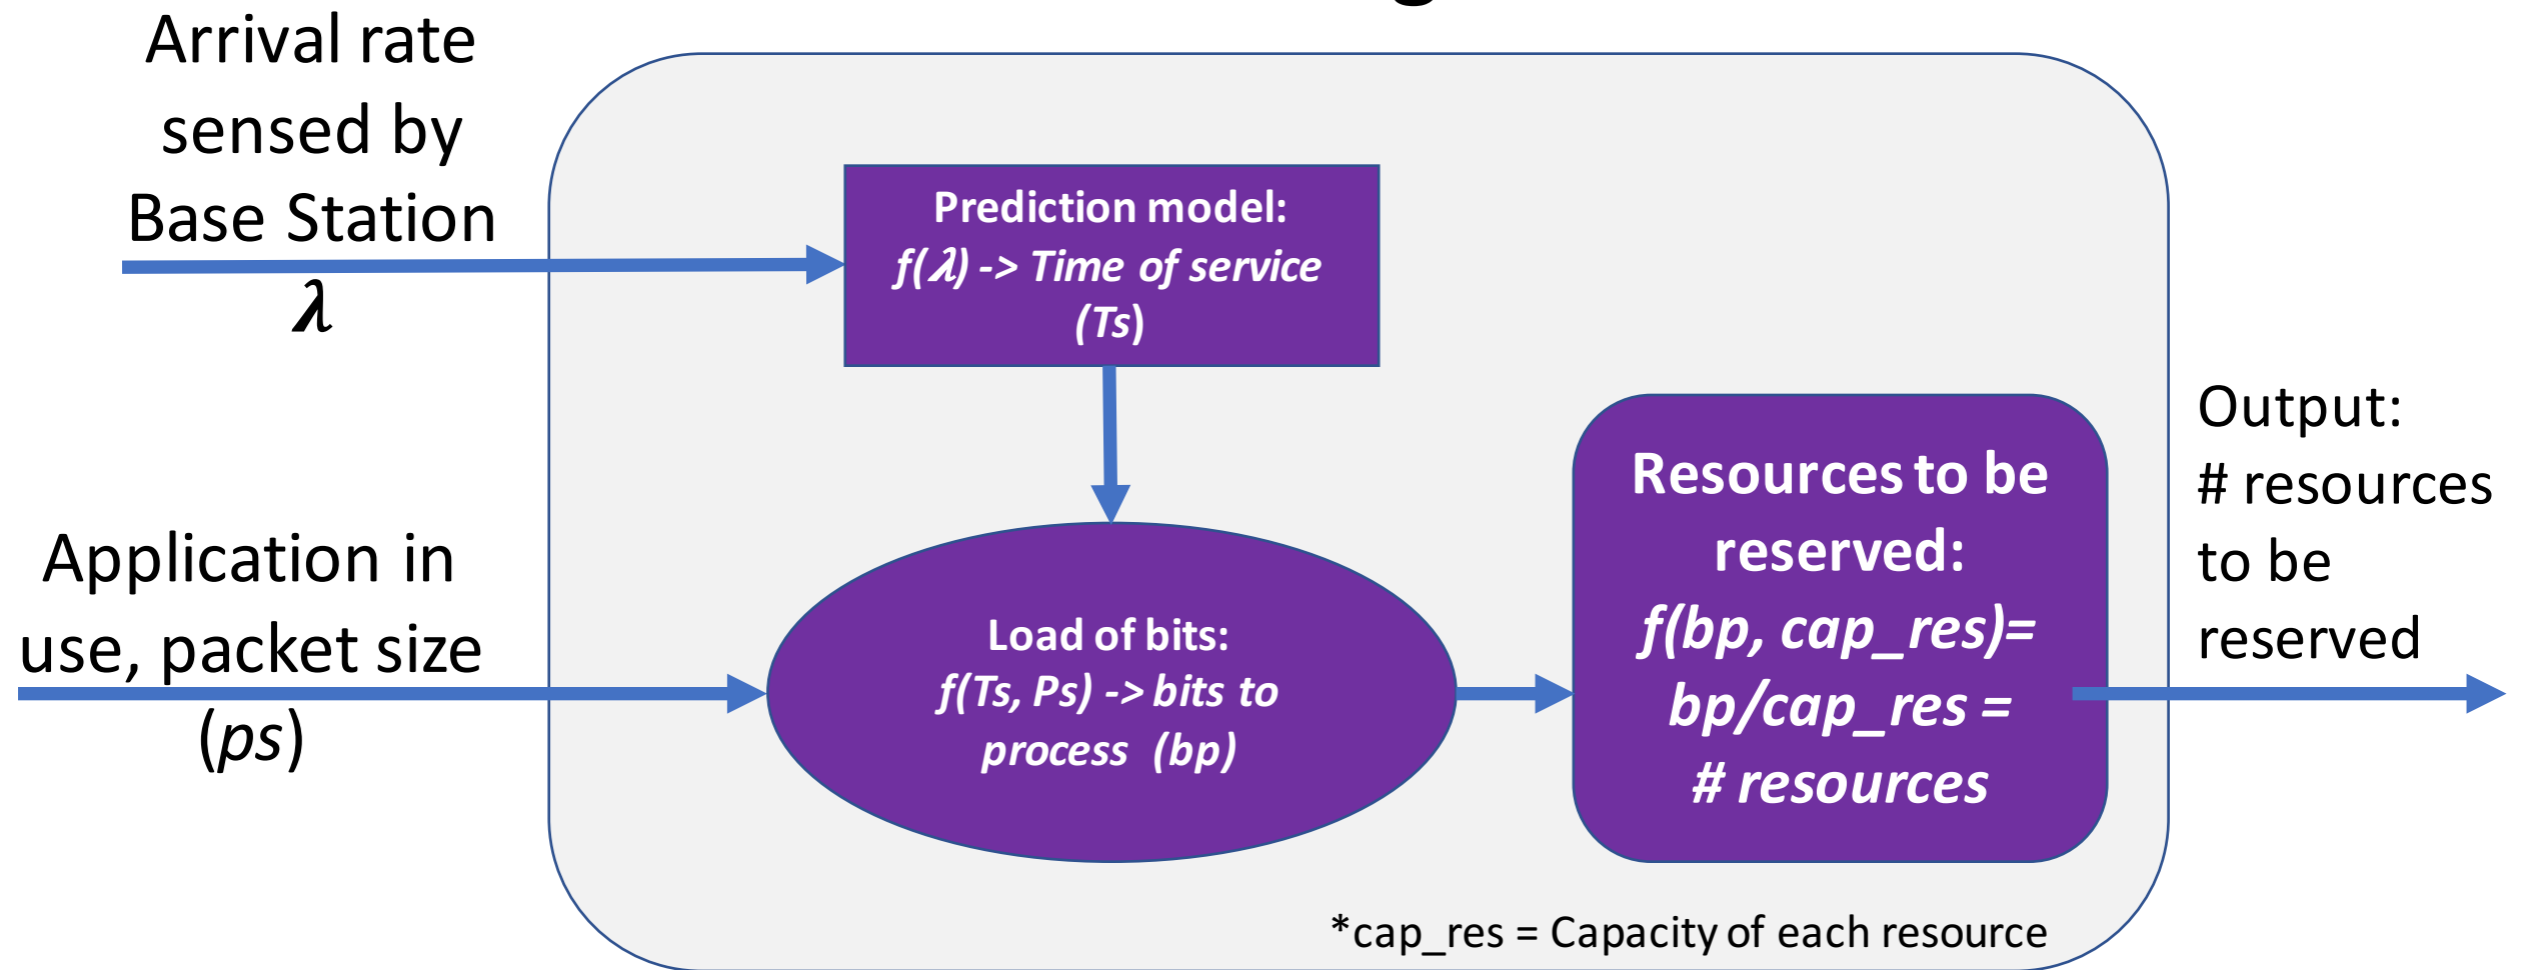 Arrival rate
sensed by
Base Station
λ
Prediction model:
f(λ) -> Time of service
(Ts)
Application in
use, packet size
(ps)
Load of bits:
f(Ts, Ps) -> bits to
process (bp)
Resources to be
reserved:
f(bp, cap_res)=
bp/cap_res =
# resources
Output:
# resources
to be
reserved
*cap_res = Capacity of each resource